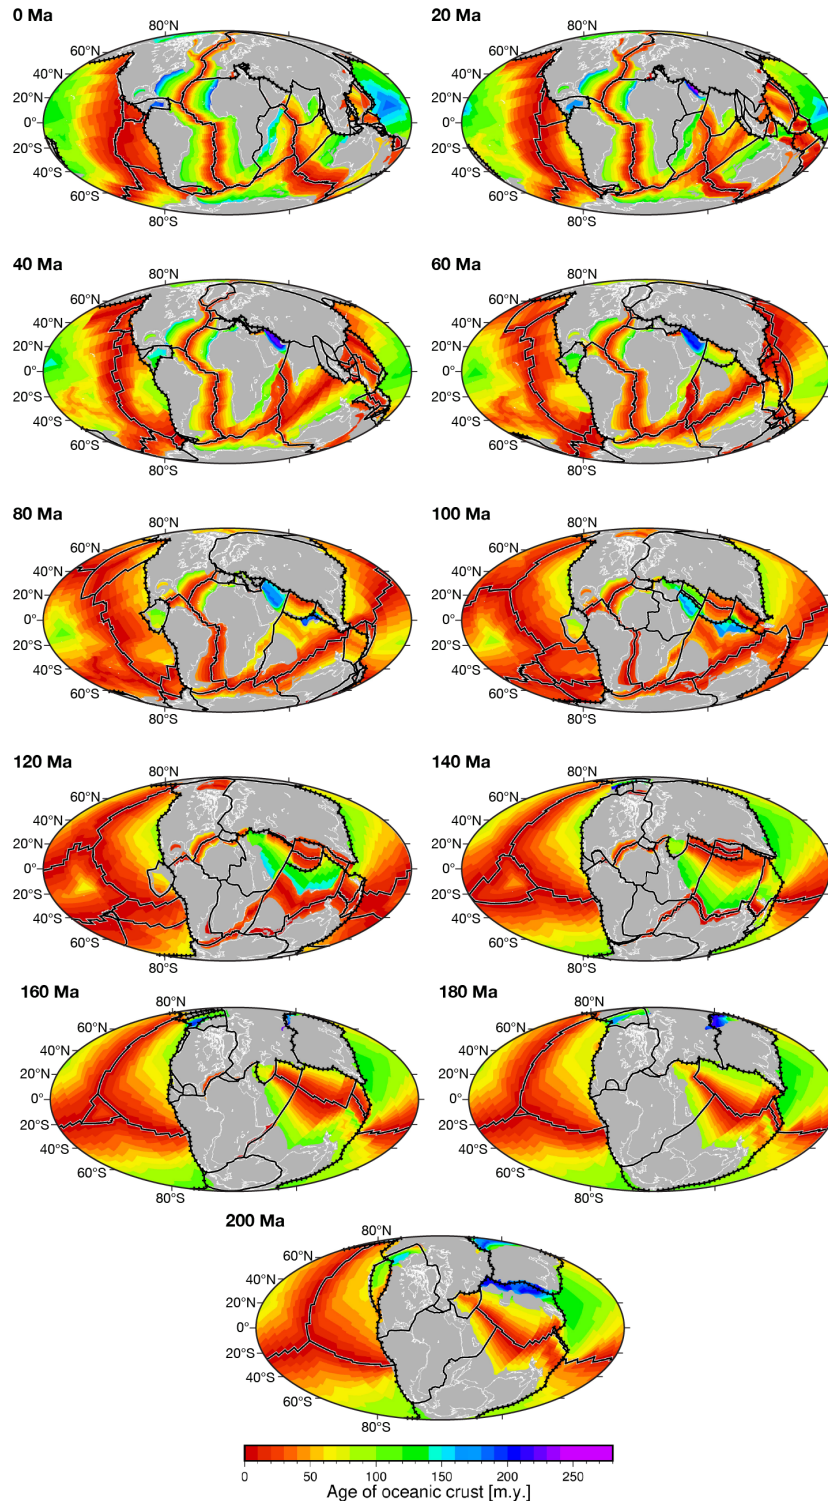 0 Ma 20 Ma
80°N 80°N
60°N 60°N
40°N 40°N
20°N 20°N
0° 0°
20°S 20°S
40°S 40°S
60°S 60°S
80°S 80°S
40 Ma 60 Ma
80°N 80°N
60°N 60°N
40°N 40°N
20°N 20°N
0° 0°
20°S 20°S
40°S 40°S
60°S 60°S
80°S 80°S
80 Ma 100 Ma
80°N 80°N
60°N 60°N
40°N 40°N
20°N 20°N
0° 0°
20°S 20°S
40°S 40°S
60°S 60°S
80°S 80°S
120 Ma 140 Ma
80°N 80°N
60°N 60°N
40°N 40°N
20°N 20°N
0° 0°
20°S 20°S
40°S 40°S
60°S 60°S
80°S 80°S
160 Ma 180 Ma
80°N 80°N
60°N 60°N
40°N 40°N
20°N 20°N
0° 0°
20°S 20°S
40°S 40°S
60°S 60°S
80°S 80°S
200 Ma
80°N
60°N
40°N
20°N
0°
20°S
40°S
60°S
80°S
0 50 100 150 200 250
Age of oceanic crust [m.y.]